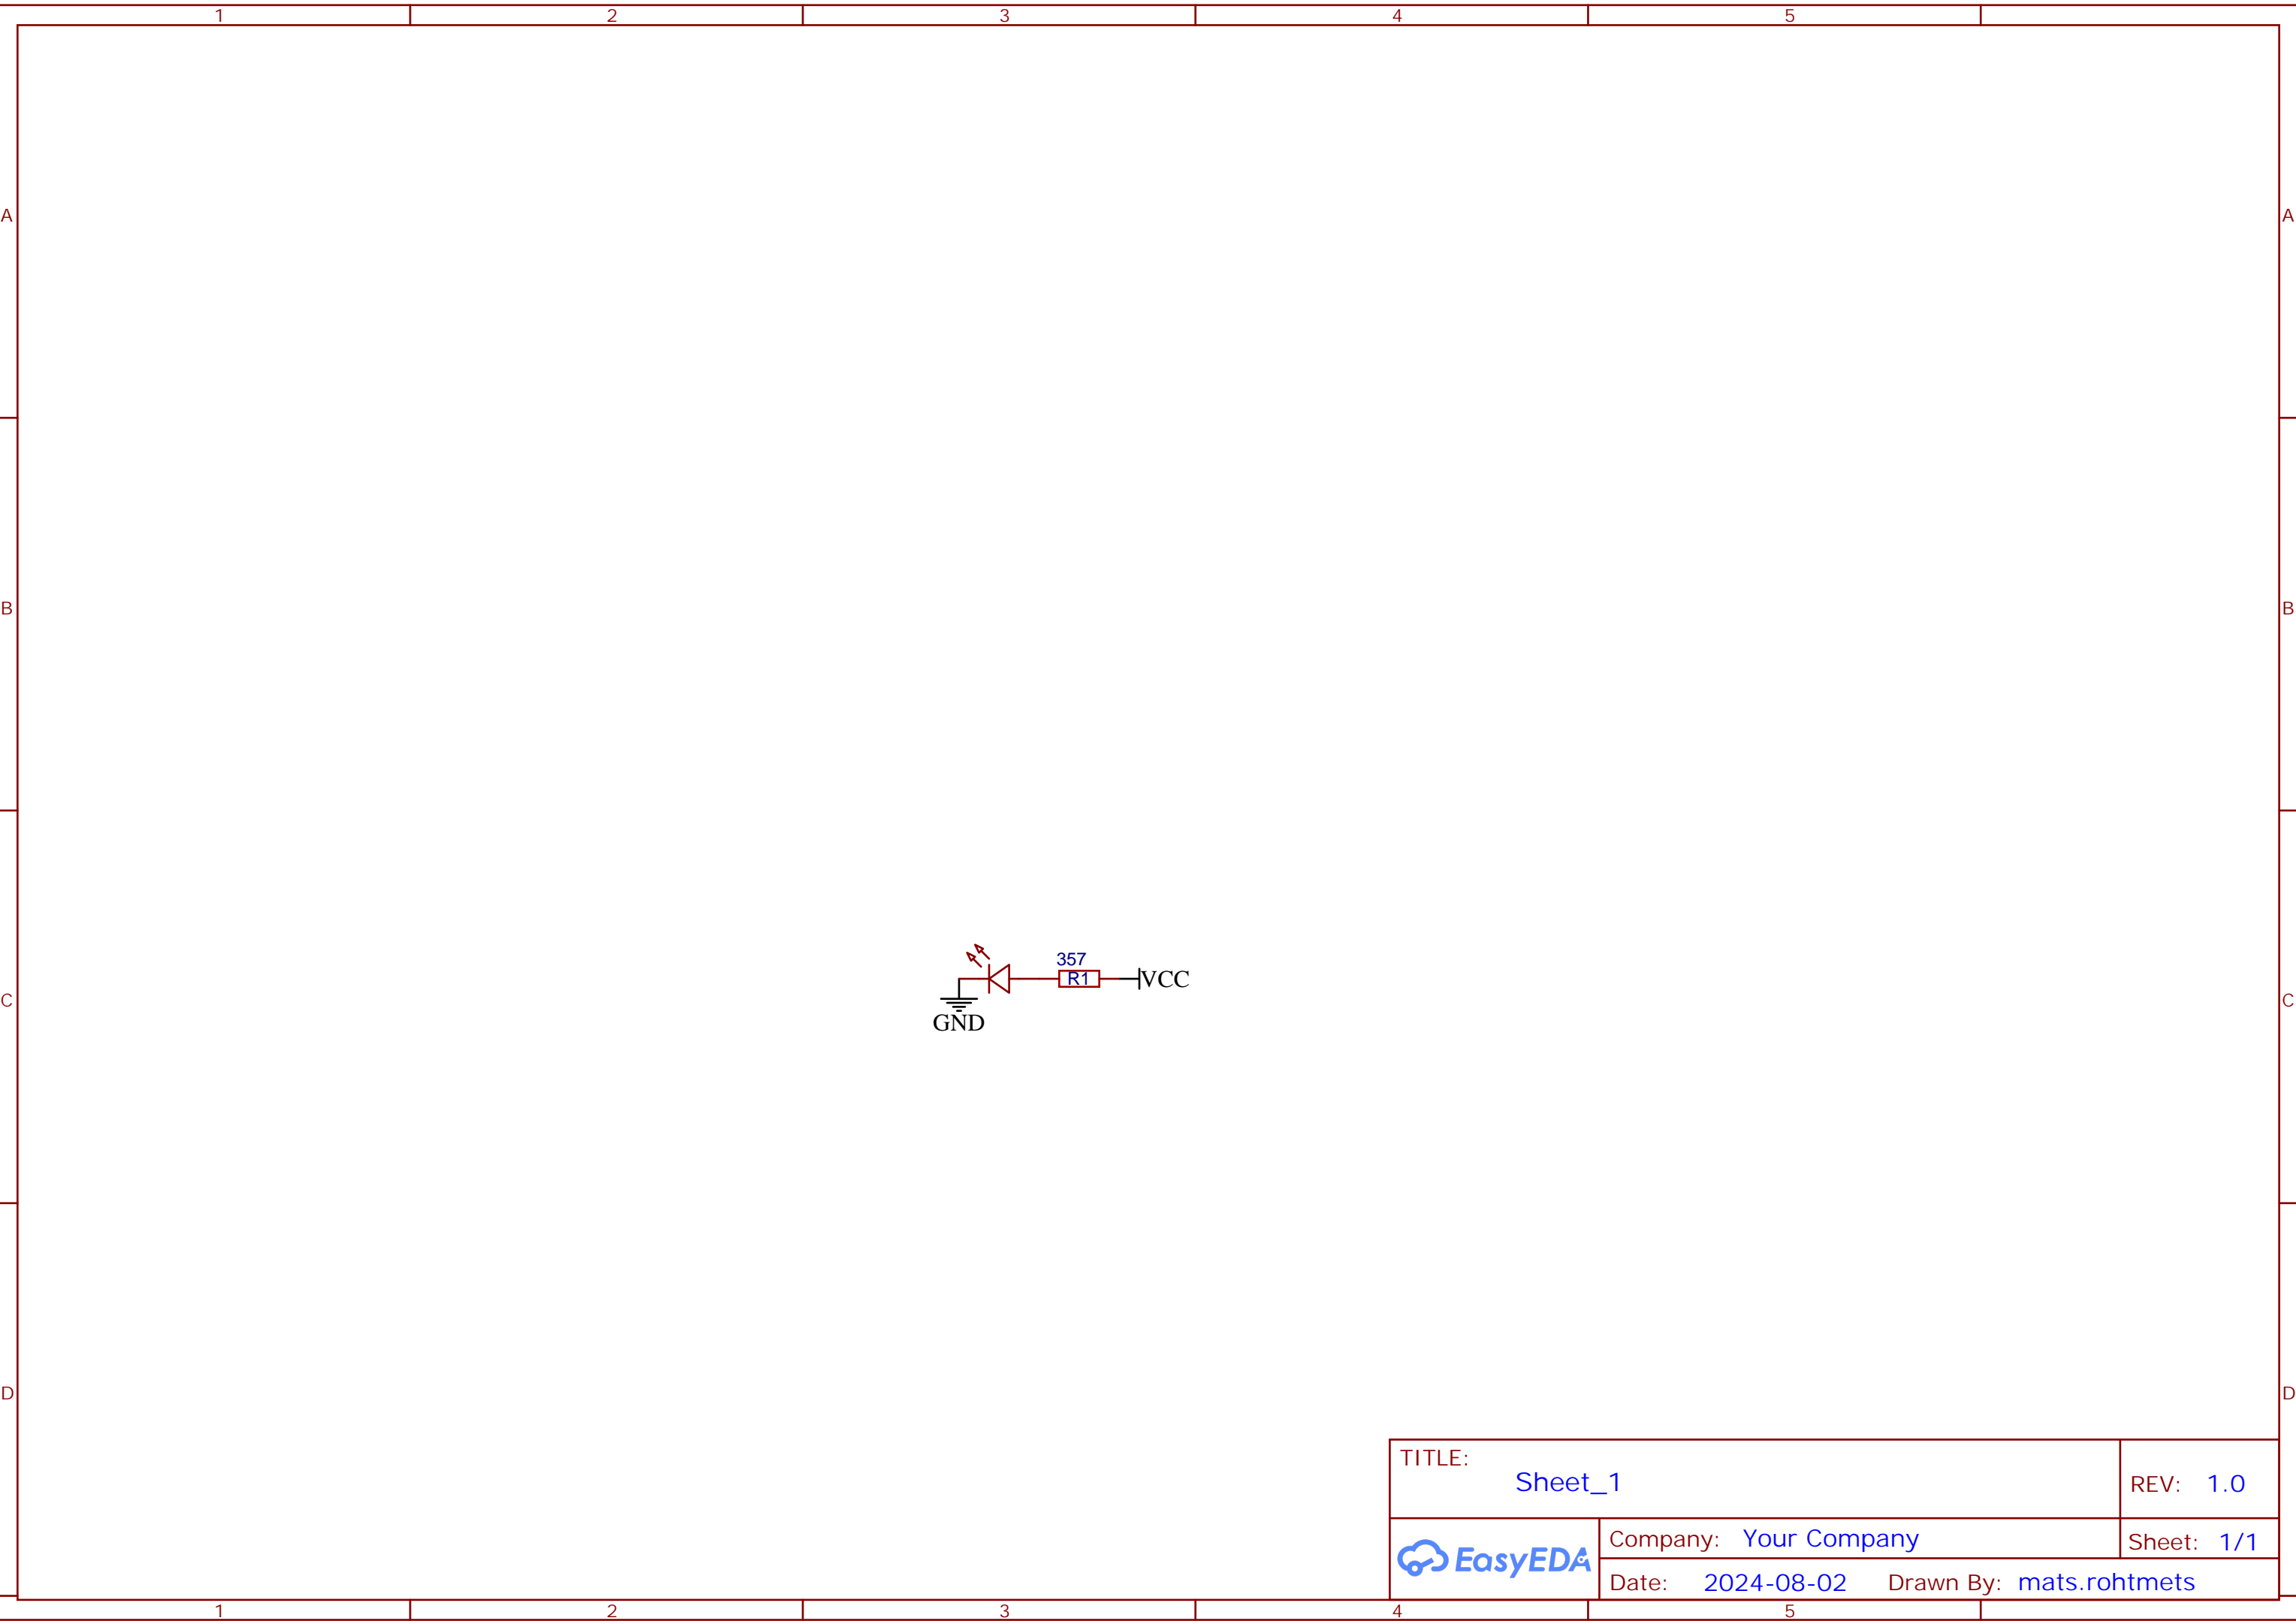 1 2 3 4 5
A A
B B
357
R1
VCC
C C
GND
D D
TITLE:
Sheet_1
REV: 1.0
EasyEDA
Company: Your Company
Sheet: 1/1
Date: 2024-08-02 Drawn By: mats.rohtmets
1 2 3 4 5